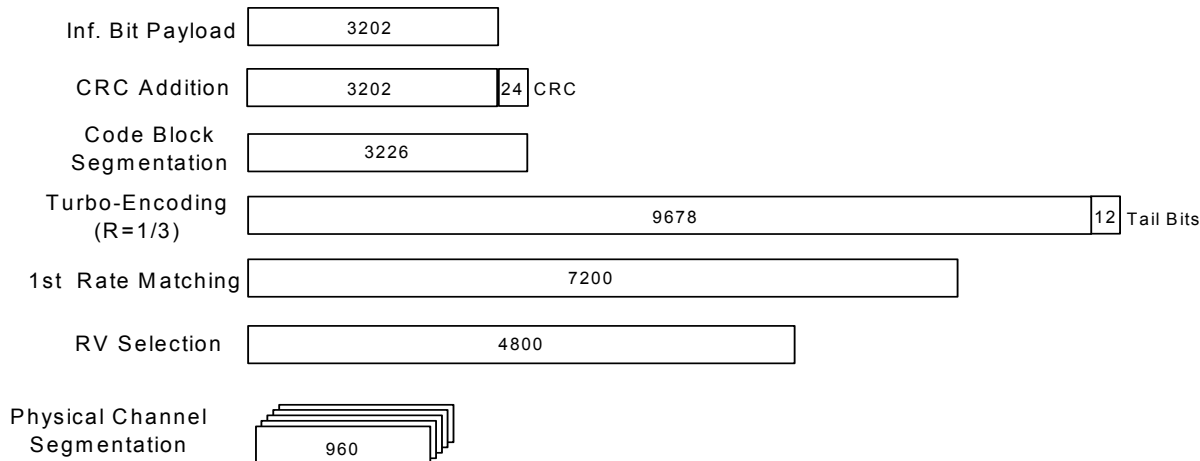 Inf. Bit Payload 3202
CRC Addition 3202 24 CRC
Code Block
Segmentation 3226
Turbo-Encoding
(R=1/3) 9678 12 Tail Bits
1st Rate Matching 7200
RV Selection 4800
Physical Channel
Segmentation 960